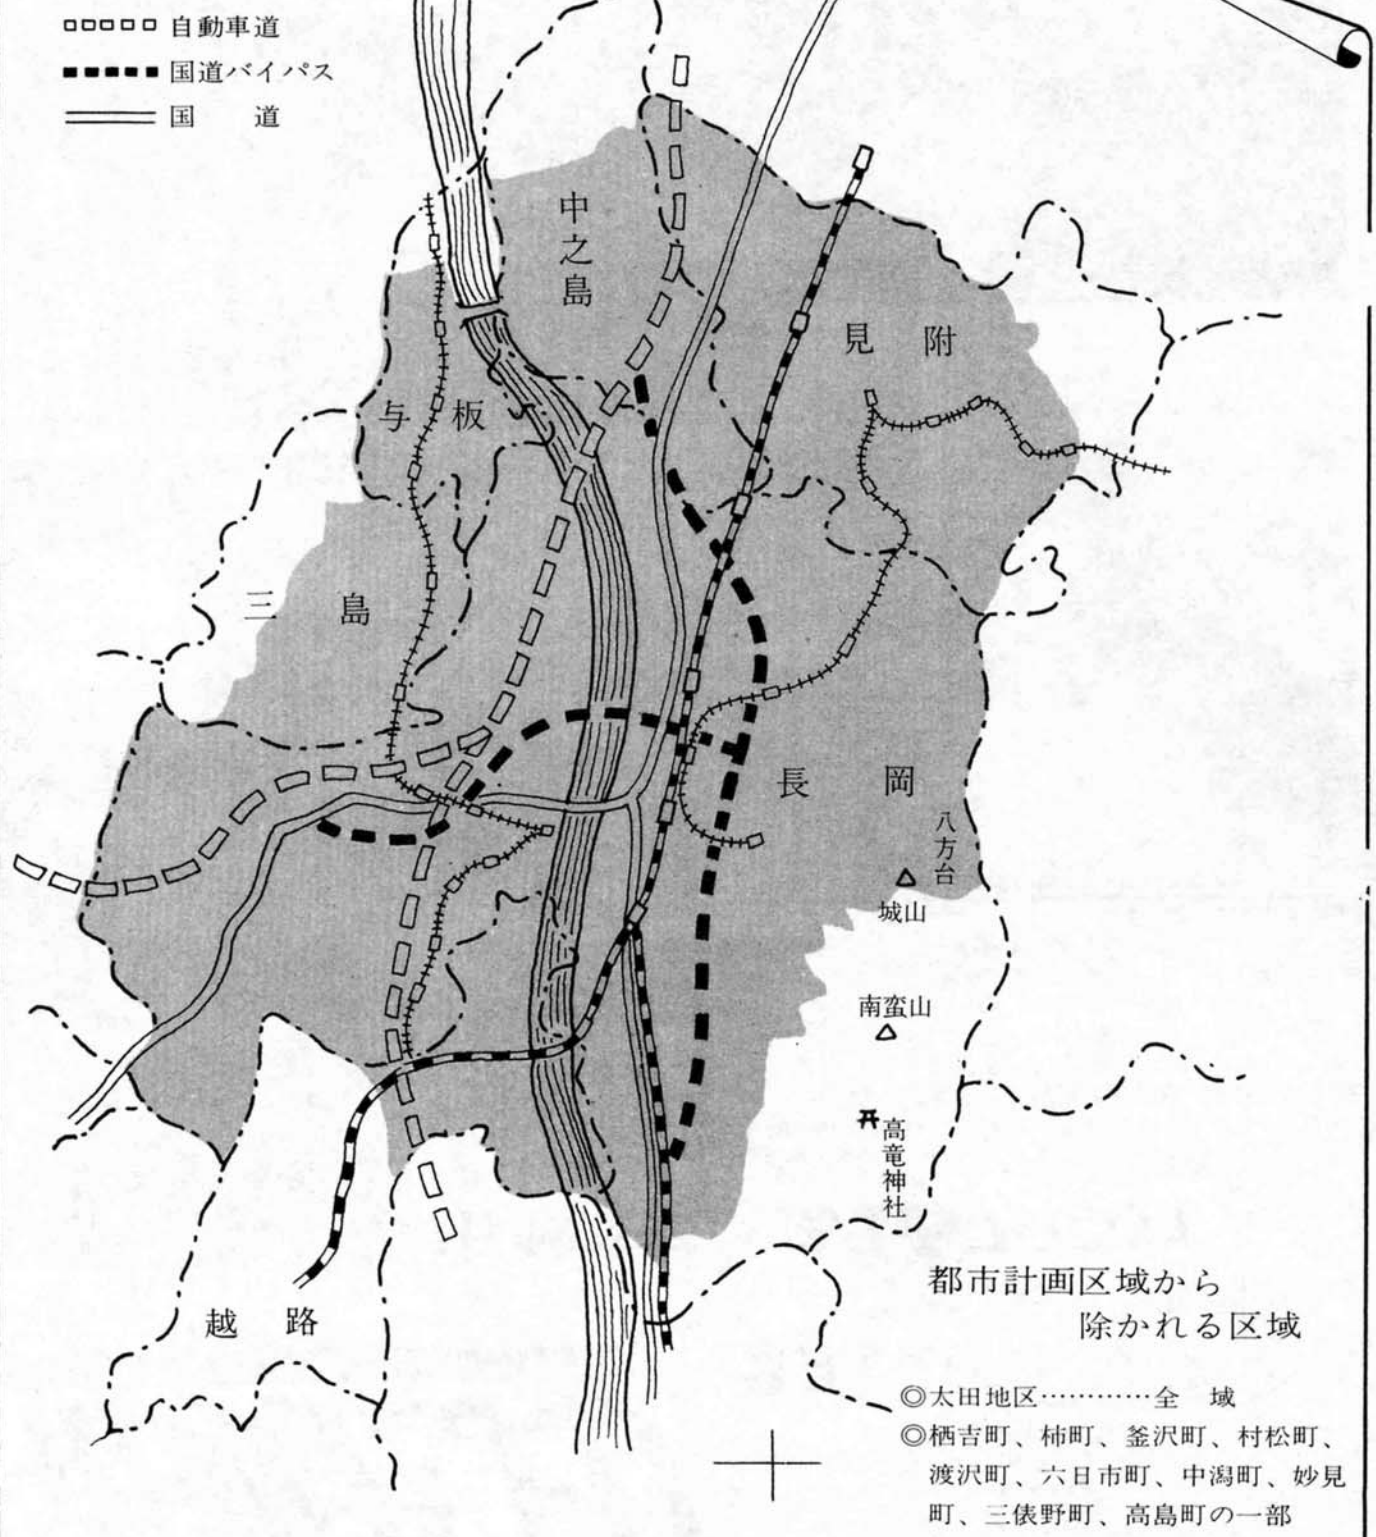 自動車道
国道バイパス
国　　道
中之島
見　附
与　板
三　島
長　岡
八方台
城山
南蛮山
高竜神社
越　路
都市計画区域から
除かれる区域
◎太田地区…………全　域
◎栖吉町、柿町、釜沢町、村松町、
渡沢町、六日市町、中潟町、妙見
町、三俵野町、高島町の一部